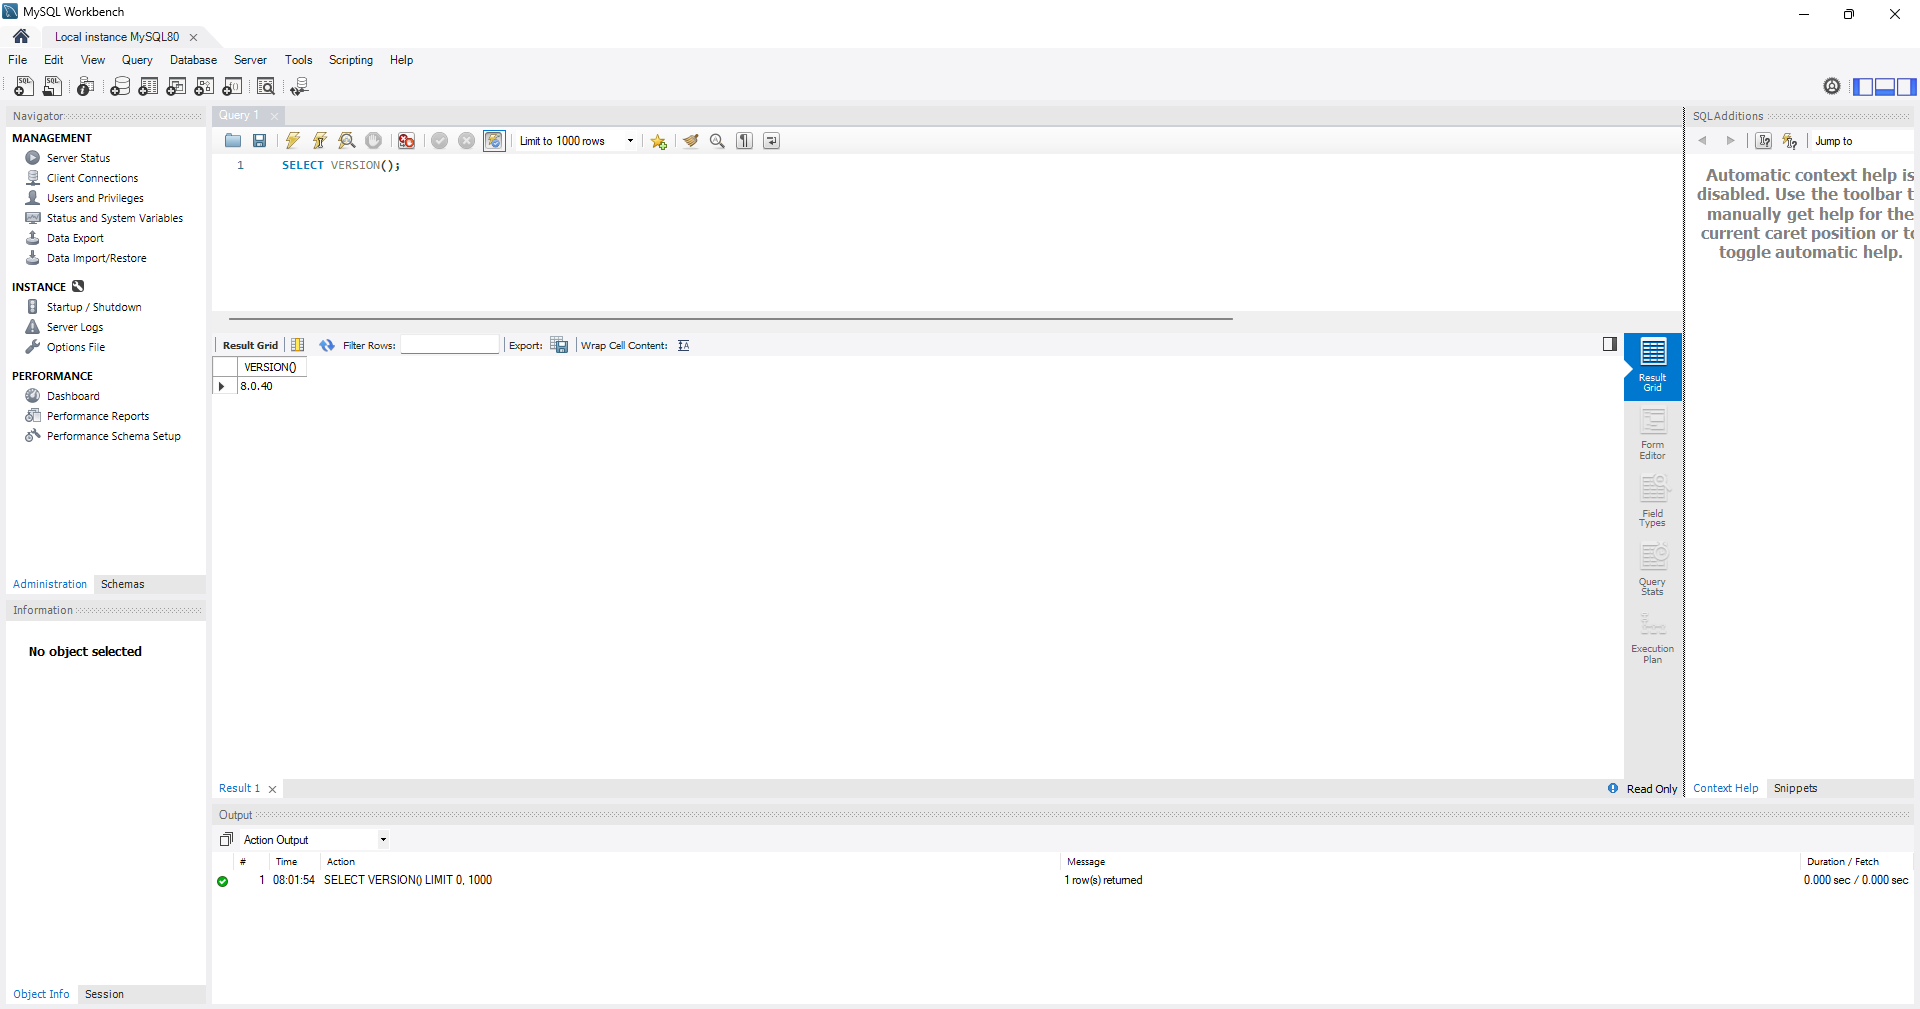 MySQL Workbench
Local instance MySQL80
File Edit View Query Database Server Tools Scripting Help
Navigator
MANAGEMENT
Server Status
Client Connections
Users and Privileges
Status and System Variables
Data Export
Data Import/Restore
INSTANCE
Startup / Shutdown
Server Logs
Options File
PERFORMANCE
Dashboard
Performance Reports
Performance Schema Setup
Administration Schemas
Information
No object selected
Object Info Session
Query 1
Limit to 1000 rows
1 SELECT VERSION();
Result Grid Filter Rows: Export: Wrap Cell Content:
VERSION()
8.0.40
Result
Grid
Form
Editor
Field
Types
Query
Stats
Execution
Plan
Result 1
Read Only
SQLAdditions
Jump to
Automatic context help is
disabled. Use the toolbar t
manually get help for the
current caret position or to
toggle automatic help.
Context Help Snippets
Output
Action Output
# Time Action Message Duration / Fetch
1 08:01:54 SELECT VERSION() LIMIT 0, 1000 1 row(s) returned 0.000 sec / 0.000 sec